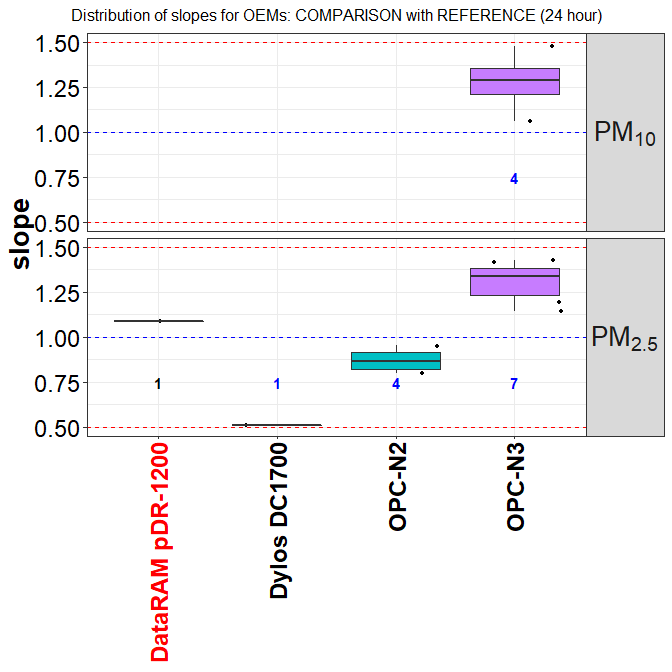 Distribution of slopes for OEMs: COMPARISON with REFERENCE (24 hour)
slope
1.50
1.25
1.00
0.75
0.50
4
PM10
1.50
1.25
1.00
0.75
0.50
1
1
4
7
PM2.5
DataRAM pDR-1200
Dylos DC1700
OPC-N2
OPC-N3